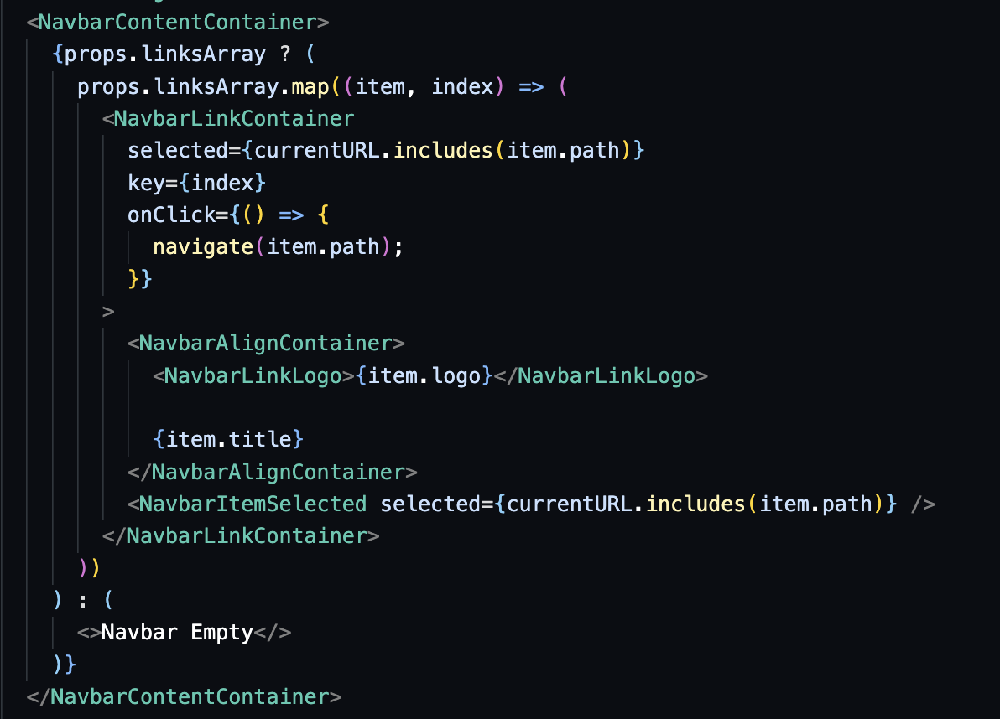 <NavbarContentContainer>
{props.linksArray ? (
props.linksArray.map((item, index) => (
<NavbarLinkContainer
selected={currentURL.includes(item.path)}
key={index}
onClick={() => {
navigate(item.path);
}}
>
<NavbarAlignContainer>
<NavbarLinkLogo>{item.logo}</NavbarLinkLogo>
{item.title}
</NavbarAlignContainer>
<NavbarItemSelected selected={currentURL.includes(item.path)} />
</NavbarLinkContainer>
))
) : (
<>Navbar Empty</>
)}
</NavbarContentContainer>